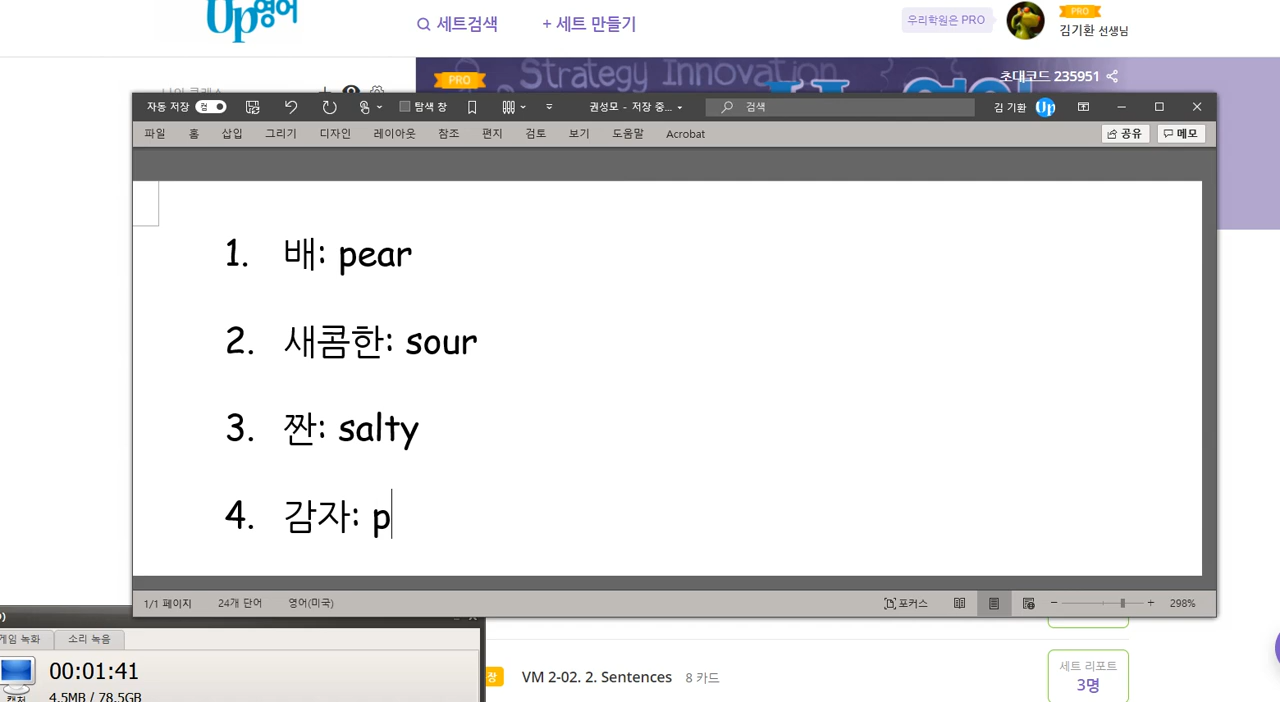 Up영어
세트검색
+ 세트 만들기
우리학원은 PRO
PRO
김기환 선생님
PRO
Strategy Innovation
초대코드 235951
자동 저장 켬
탐색 창
권성모 - 저장 중...
검색
김 기환
Up
파일 홈 삽입 그리기 디자인 레이아웃 참조 편지 검토 보기 도움말 Acrobat
공유
메모
1. 배: pear
2. 새콤한: sour
3. 짠: salty
4. 감자: p
1/1 페이지 24개 단어 영어(미국)
포커스
298%
게임 녹화
소리 녹음
00:01:41
4.5MB / 78.5GB
캡처
장
VM 2-02. 2. Sentences 8 카드
세트 리포트
3명